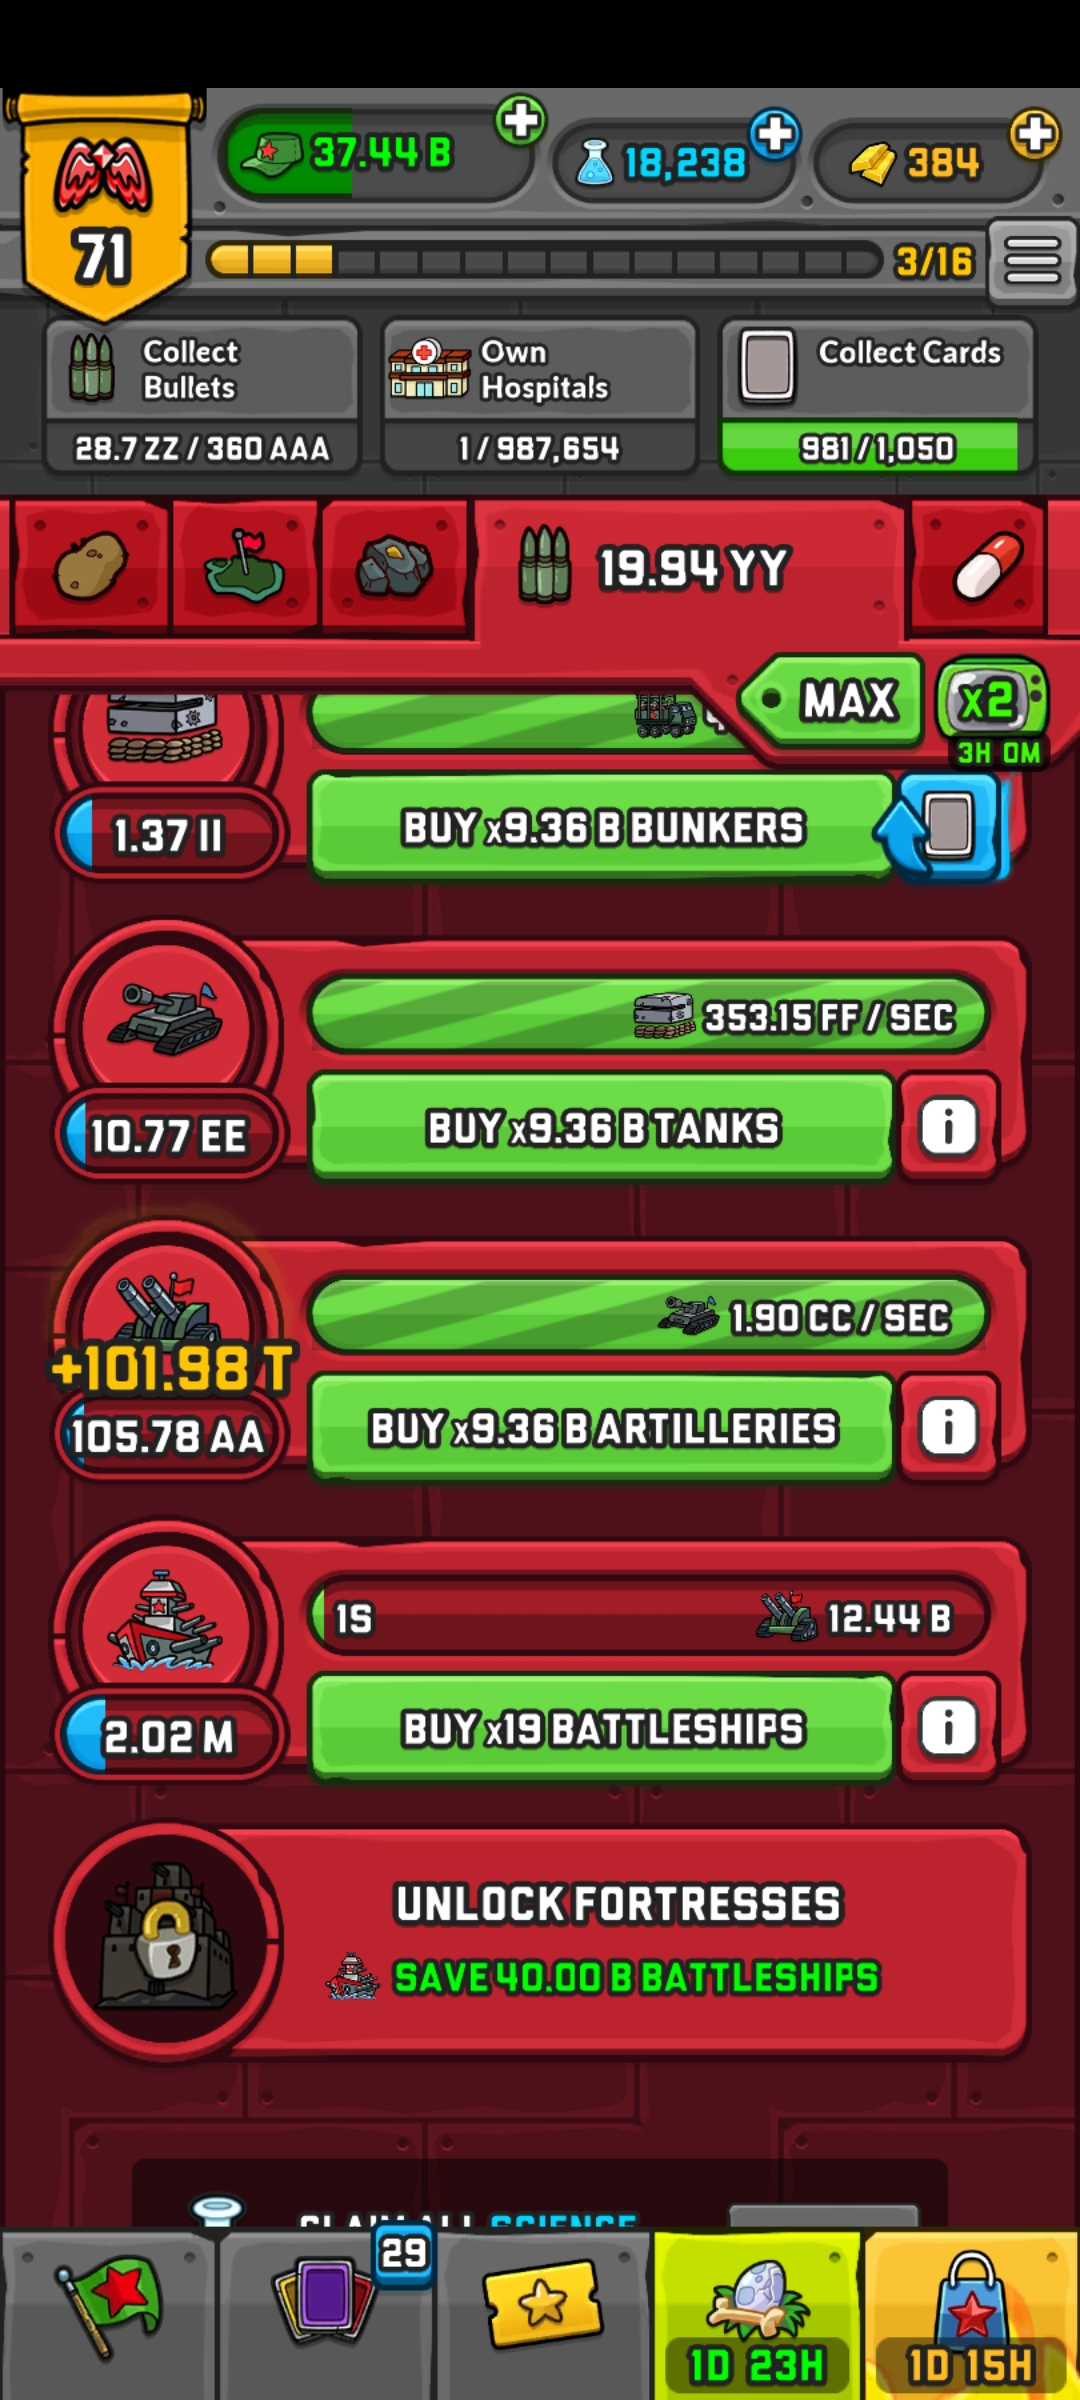 37.44 B
18,238
384
71
3/16
Collect
Bullets
28.7 ZZ / 360 AAA
Own
Hospitals
1 / 987,654
Collect Cards
981 / 1,050
19.94 YY
MAX
x2
3H 0M
1.37 II
BUY x9.36 B BUNKERS
353.15 FF / SEC
10.77 EE
BUY x9.36 B TANKS
i
1.90 CC / SEC
+101.98 T
105.78 AA
BUY x9.36 B ARTILLERIES
i
1S
12.44 B
2.02 M
BUY x19 BATTLESHIPS
i
UNLOCK FORTRESSES
SAVE 40.00 B BATTLESHIPS
CLAIM ALL SCIENCE
29
1D 23H
1D 15H